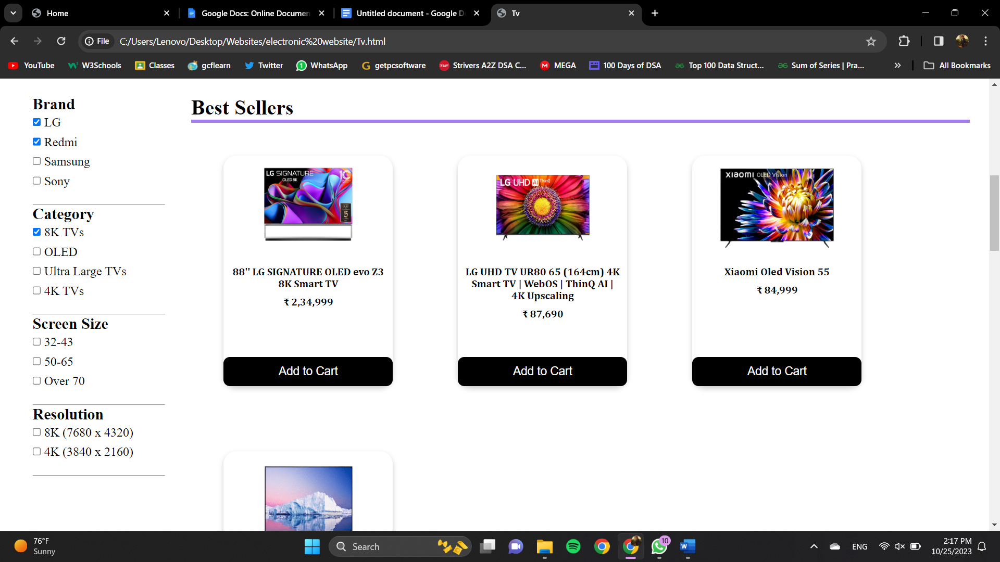 Home
Google Docs: Online Documen
Untitled document - Google D
Tv
File
C:/Users/Lenovo/Desktop/Websites/electronic%20website/Tv.html
YouTube
W3Schools
Classes
gcflearn
Twitter
WhatsApp
getpcsoftware
Strivers A2Z DSA C...
MEGA
100 Days of DSA
Top 100 Data Struct...
Sum of Series | Pra...
All Bookmarks
Brand
LG
Redmi
Samsung
Sony
Category
8K TVs
OLED
Ultra Large TVs
4K TVs
Screen Size
32-43
50-65
Over 70
Resolution
8K (7680 x 4320)
4K (3840 x 2160)
Best Sellers
LG SIGNATURE
OLED 8K
10
5
88" LG SIGNATURE OLED evo Z3
8K Smart TV
₹ 2,34,999
Add to Cart
LG UHD AI ThinQ
LG UHD TV UR80 65 (164cm) 4K
Smart TV | WebOS | ThinQ AI |
4K Upscaling
₹ 87,690
Add to Cart
XIAOMI OLED Vision
Xiaomi Oled Vision 55
₹ 84,999
Add to Cart
76°F
Sunny
Search
10
ENG
2:17 PM
10/25/2023